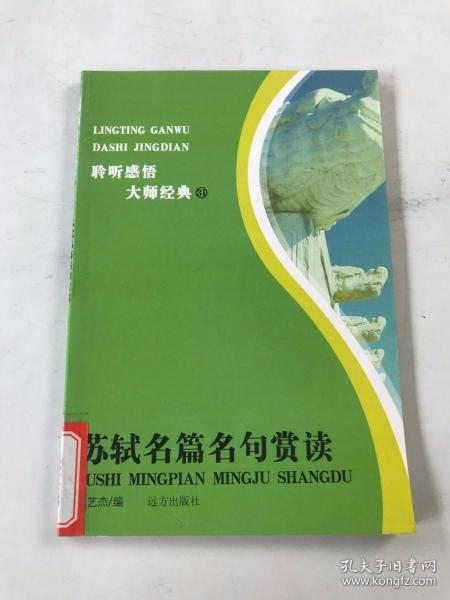 LINGTING GANWU
DASHI JINGDIAN
聆听感悟
大师经典㉛
苏轼名篇名句赏读
USHI MINGPIAN MINGJU SHANGDU
艺杰/编 远方出版社
孔夫子旧书网
www.kongfz.com